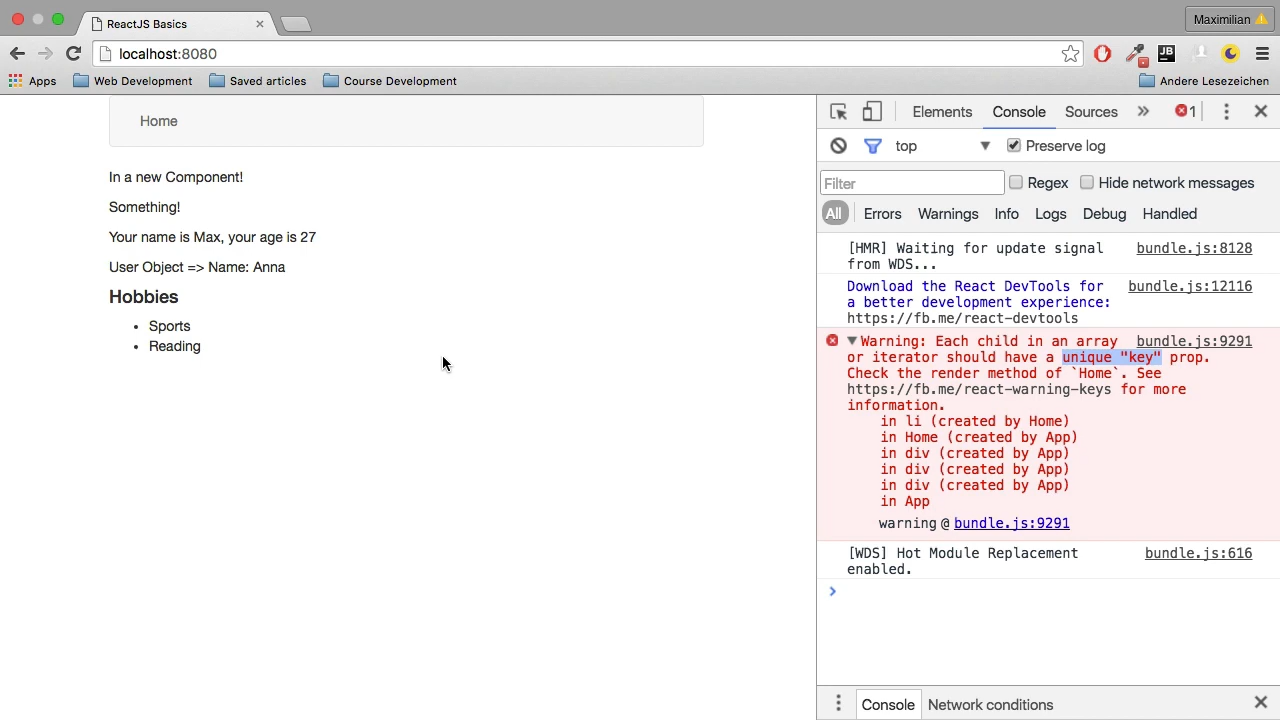 ReactJS Basics
Maximilian
localhost:8080
JB
Apps Web Development Saved articles Course Development Andere Lesezeichen
Home
In a new Component!
Something!
Your name is Max, your age is 27
User Object => Name: Anna
Hobbies
Sports
Reading
Elements Console Sources » 1
top Preserve log
Filter Regex Hide network messages
All Errors Warnings Info Logs Debug Handled
[HMR] Waiting for update signal bundle.js:8128
from WDS...
Download the React DevTools for bundle.js:12116
a better development experience:
https://fb.me/react-devtools
Warning: Each child in an array bundle.js:9291
or iterator should have a unique "key" prop.
Check the render method of `Home`. See
https://fb.me/react-warning-keys for more
information.
in li (created by Home)
in Home (created by App)
in div (created by App)
in div (created by App)
in div (created by App)
in App
warning @ bundle.js:9291
[WDS] Hot Module Replacement bundle.js:616
enabled.
Console Network conditions